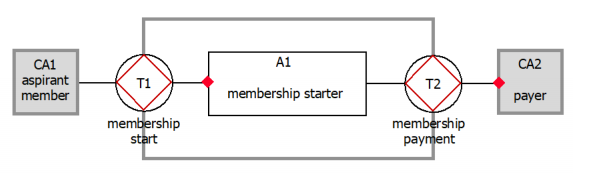 CA1
aspirant
member
T1
membership
start
A1
membership starter
T2
membership
payment
CA2
payer